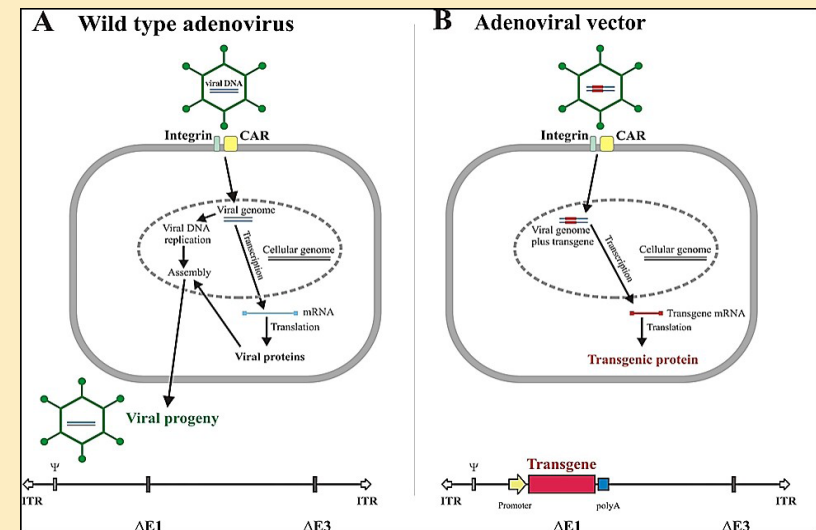 A Wild type adenovirus
viral DNA
Integrin CAR
Viral genome
Viral DNA
replication
Transcription
Cellular genome
Assembly
mRNA
Translation
Viral proteins
Viral progeny
Ψ
ITR
ITR
ΔE1
ΔE3
B Adenoviral vector
Integrin CAR
Viral genome
plus transgene
Transcription
Cellular genome
Transgene mRNA
Translation
Transgenic protein
Transgene
Ψ
ITR
Promoter
polyA
ITR
ΔE1
ΔE3